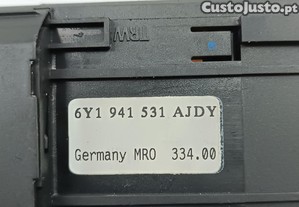 CustoJusto.pt
TRW
6Y1 941 531 AJDY
Germany MRO 334.00